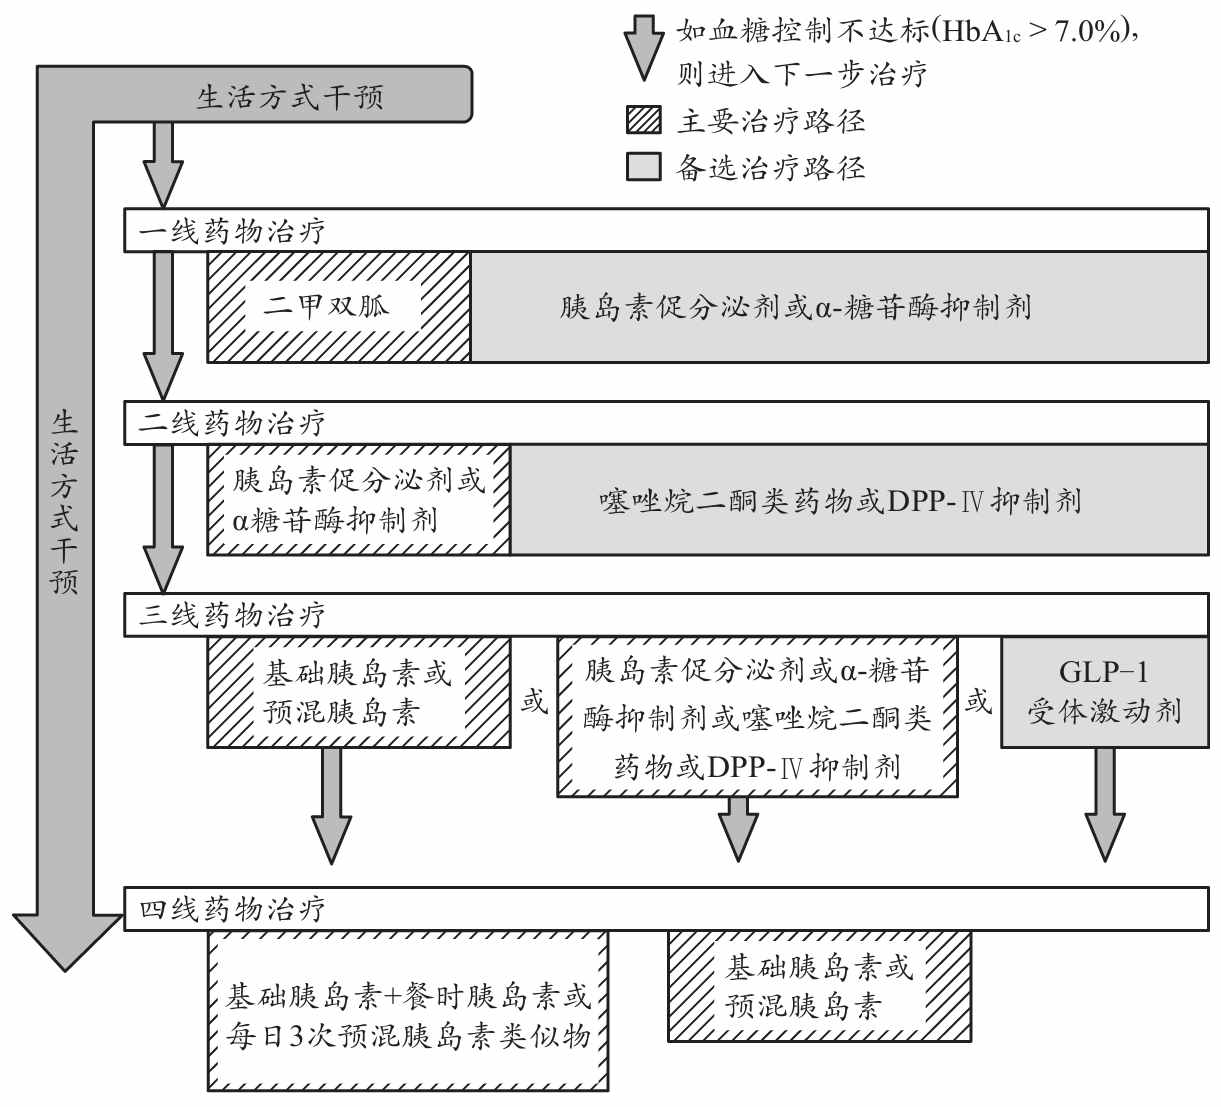 如血糖控制不达标(HbA1c > 7.0%),
则进入下一步治疗
主要治疗路径
备选治疗路径
生活方式干预
生活方式干预
一线药物治疗
二甲双胍
胰岛素促分泌剂或α-糖苷酶抑制剂
二线药物治疗
胰岛素促分泌剂或
α糖苷酶抑制剂
噻唑烷二酮类药物或DPP-Ⅳ抑制剂
三线药物治疗
基础胰岛素或
预混胰岛素
或
胰岛素促分泌剂或α-糖苷
酶抑制剂或噻唑烷二酮类
药物或DPP-Ⅳ抑制剂
或
GLP-1
受体激动剂
四线药物治疗
基础胰岛素+餐时胰岛素或
每日3次预混胰岛素类似物
基础胰岛素或
预混胰岛素